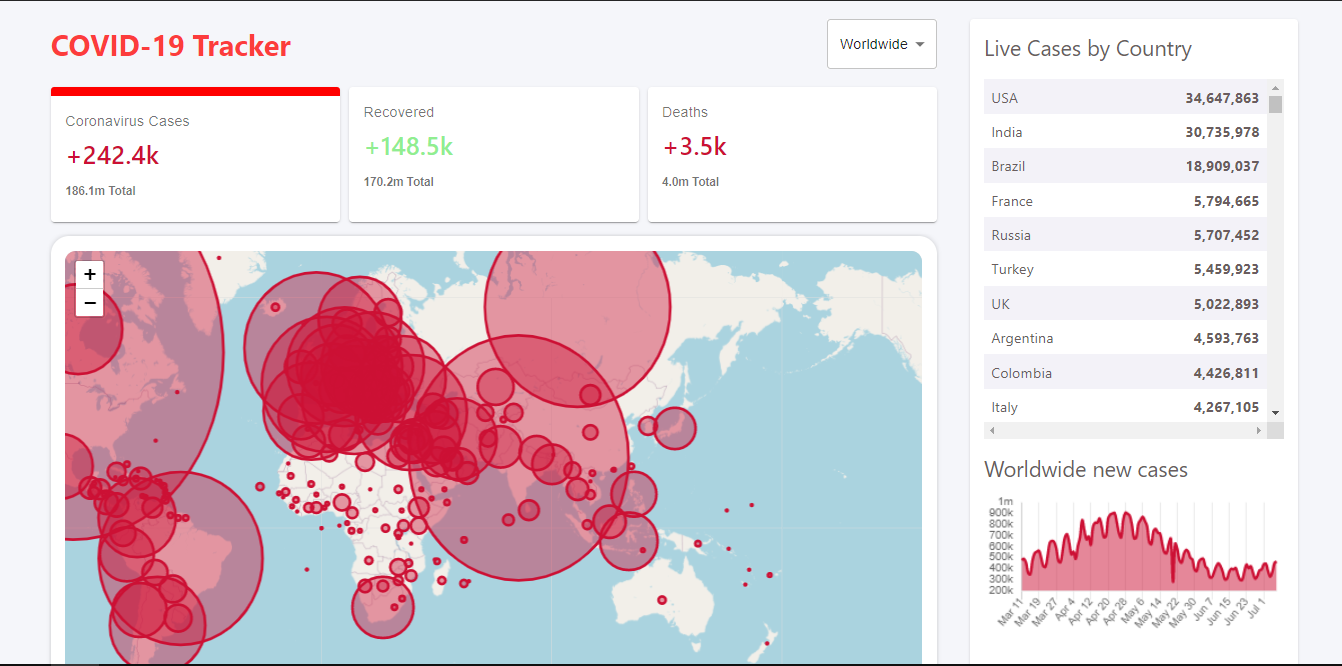 COVID-19 Tracker
Worldwide
Coronavirus Cases
+242.4k
186.1m Total
Recovered
+148.5k
170.2m Total
Deaths
+3.5k
4.0m Total
+
−
Live Cases by Country
USA 34,647,863
India 30,735,978
Brazil 18,909,037
France 5,794,665
Russia 5,707,452
Turkey 5,459,923
UK 5,022,893
Argentina 4,593,763
Colombia 4,426,811
Italy 4,267,105
Worldwide new cases
1m
900k
800k
700k
600k
500k
400k
300k
200k
Mar 11
Mar 19
Mar 27
Apr 4
Apr 12
Apr 20
Apr 28
May 6
May 14
May 22
May 30
Jun 7
Jun 15
Jun 23
Jul 1